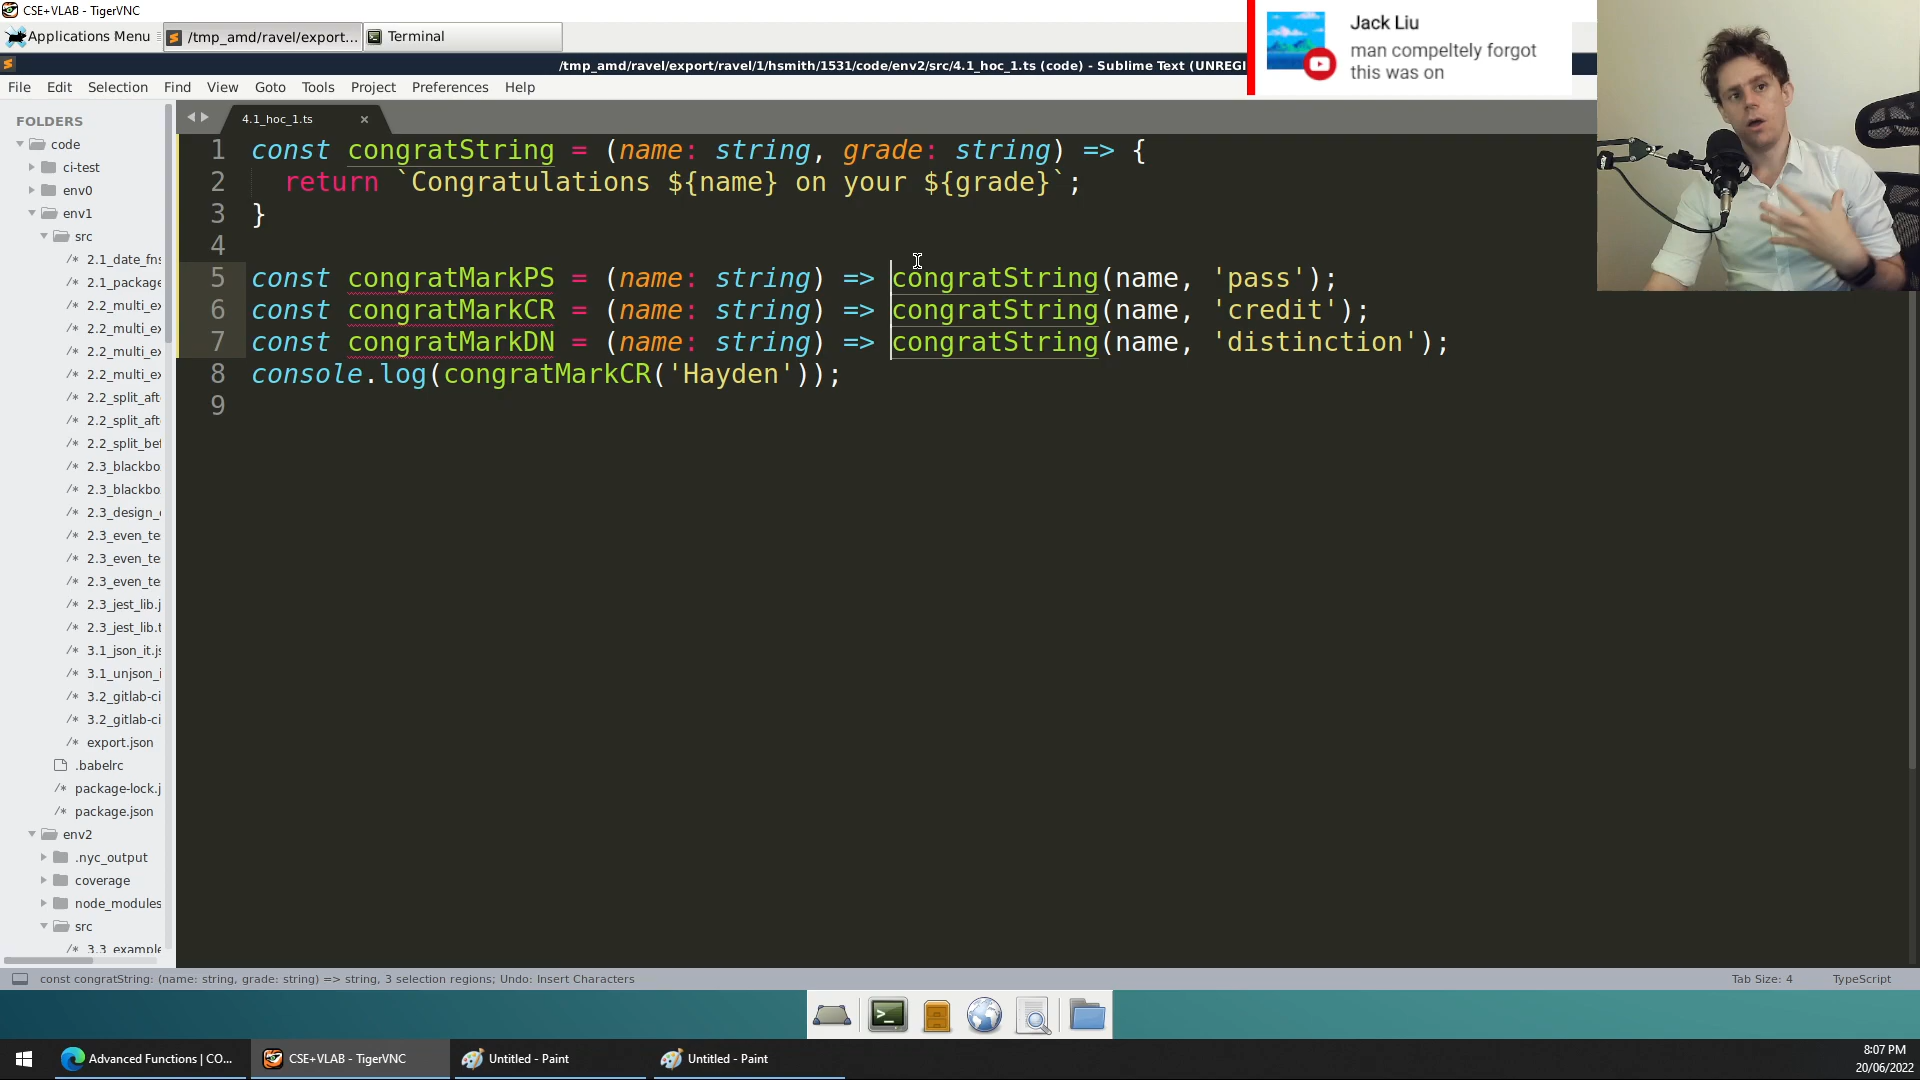 CSE+VLAB - TigerVNC
Applications Menu
/tmp_amd/ravel/export...
Terminal
Jack Liu
man compeltely forgot
this was on
/tmp_amd/ravel/export/ravel/1/hsmith/1531/code/env2/src/4.1_hoc_1.ts (code) - Sublime Text (UNREGI
File Edit Selection Find View Goto Tools Project Preferences Help
FOLDERS
code
ci-test
env0
env1
src
/* 2.1_date_fns
/* 2.1_package
/* 2.2_multi_ex
/* 2.2_multi_ex
/* 2.2_multi_ex
/* 2.2_multi_ex
/* 2.2_split_aft
/* 2.2_split_aft
/* 2.2_split_bef
/* 2.3_blackbo
/* 2.3_blackbo
/* 2.3_design_
/* 2.3_even_te
/* 2.3_even_te
/* 2.3_even_te
/* 2.3_jest_lib.j
/* 2.3_jest_lib.t
/* 3.1_json_it.js
/* 3.1_unjson_i
/* 3.2_gitlab-ci
/* 3.2_gitlab-ci
/* export.json
.babelrc
/* package-lock.j
/* package.json
env2
.nyc_output
coverage
node_modules
src
/* 3.3_example
4.1_hoc_1.ts
1 const congratString = (name: string, grade: string) => {
2 return `Congratulations ${name} on your ${grade}`;
3 }
4
5 const congratMarkPS = (name: string) => congratString(name, 'pass');
6 const congratMarkCR = (name: string) => congratString(name, 'credit');
7 const congratMarkDN = (name: string) => congratString(name, 'distinction');
8 console.log(congratMarkCR('Hayden'));
9
const congratString: (name: string, grade: string) => string, 3 selection regions; Undo: Insert Characters
Tab Size: 4
TypeScript
Advanced Functions | CO...
CSE+VLAB - TigerVNC
Untitled - Paint
Untitled - Paint
8:07 PM
20/06/2022